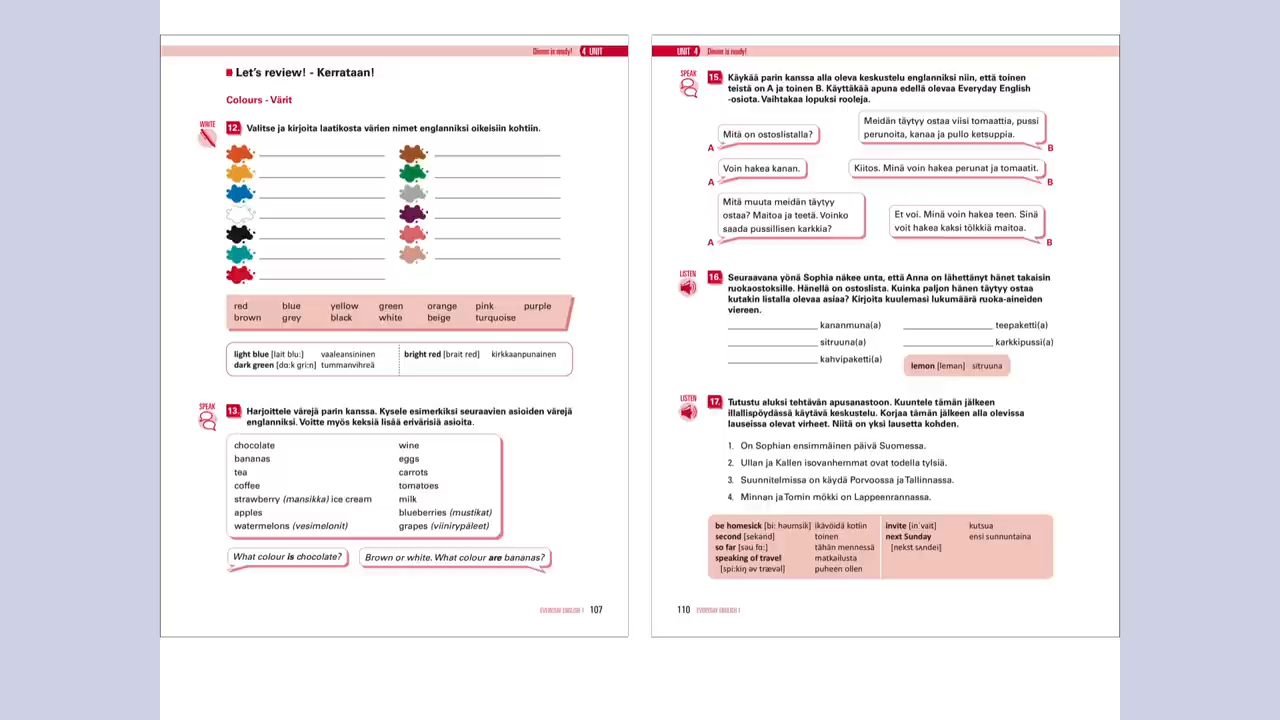 Dinner is ready! 4 UNIT
Let's review! - Kerrataan!
Colours - Värit
WRITE
12. Valitse ja kirjoita laatikosta värien nimet englanniksi oikeisiin kohtiin.
red blue yellow green orange pink purple
brown grey black white beige turquoise
light blue [lait blu:] vaaleansininen
dark green [dɑ:k gri:n] tummanvihreä
bright red [brait red] kirkkaanpunainen
SPEAK
13. Harjoittele värejä parin kanssa. Kysele esimerkiksi seuraavien asioiden värejä
englanniksi. Voitte myös keksiä lisää erivärisiä asioita.
chocolate wine
bananas eggs
tea carrots
coffee tomatoes
strawberry (mansikka) ice cream milk
apples blueberries (mustikat)
watermelons (vesimelonit) grapes (viinirypäleet)
What colour is chocolate? Brown or white. What colour are bananas?
EVERYDAY ENGLISH 1 107
UNIT 4 Dinner is ready!
SPEAK
15. Käykää parin kanssa alla oleva keskustelu englanniksi niin, että toinen
teistä on A ja toinen B. Käyttäkää apuna edellä olevaa Everyday English
-osiota. Vaihtakaa lopuksi rooleja.
Mitä on ostoslistalla?
A
Meidän täytyy ostaa viisi tomaattia, pussi
perunoita, kanaa ja pullo ketsuppia.
B
Voin hakea kanan.
A
Kiitos. Minä voin hakea perunat ja tomaatit.
B
Mitä muuta meidän täytyy
ostaa? Maitoa ja teetä. Voinko
saada pussillisen karkkia?
A
Et voi. Minä voin hakea teen. Sinä
voit hakea kaksi tölkkiä maitoa.
B
LISTEN
16. Seuraavana yönä Sophia näkee unta, että Anna on lähettänyt hänet takaisin
ruokaostoksille. Hänellä on ostoslista. Kuinka paljon hänen täytyy ostaa
kutakin listalla olevaa asiaa? Kirjoita kuulemasi lukumäärä ruoka-aineiden
viereen.
kananmuna(a) teepaketti(a)
sitruuna(a) karkkipussi(a)
kahvipaketti(a)
lemon [lemən] sitruuna
LISTEN
17. Tutustu aluksi tehtävän apusanastoon. Kuuntele tämän jälkeen
illallispöydässä käytävä keskustelu. Korjaa tämän jälkeen alla olevissa
lauseissa olevat virheet. Niitä on yksi lausetta kohden.
1. On Sophian ensimmäinen päivä Suomessa.
2. Ullan ja Kallen isovanhemmat ovat todella tylsiä.
3. Suunnitelmissa on käydä Porvoossa ja Tallinnassa.
4. Minnan ja Tomin mökki on Lappeenrannassa.
be homesick [bi: həumsik] ikävöidä kotiin
second [sekənd] toinen
so far [səu fɑ:] tähän mennessä
speaking of travel matkailusta
[spi:kiŋ əv trævəl] puheen ollen
invite [in'vait] kutsua
next Sunday ensi sunnuntaina
[nekst sʌndei]
110 EVERYDAY ENGLISH 1